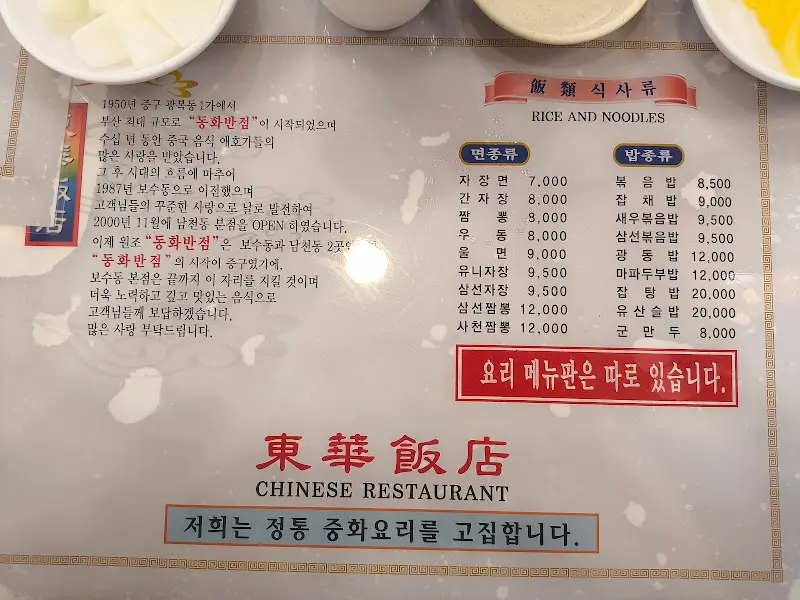 1950년 중구 광복동 1가에서
부산 최대 규모로 "동화반점"이 시작되었으며
수십 년 동안 중국 음식 애호가들의
많은 사랑을 받았습니다.
그 후 시대의 흐름에 마추어
1987년 보수동으로 이전했으며
고객님들의 꾸준한 사랑으로 날로 발전하여
2000년 11월에 남천동 분점을 OPEN 하였습니다.
이제 원조 "동화반점"은 보수동과 남천동 2곳
"동화반점"의 시작이 중구였기에,
보수동 본점은 끝까지 이 자리를 지킬 것이며
더욱 노력하고 깊고 맛있는 음식으로
고객님들께 보답하겠습니다.
많은 사랑 부탁드립니다.
飯店
飯類 식사류
RICE AND NOODLES
면종류
자장면 7,000
간자장 8,000
짬뽕 8,000
우동 8,000
울면 9,000
유니자장 9,500
삼선자장 9,500
삼선짬뽕 12,000
사천짬뽕 12,000
밥종류
볶음밥 8,500
잡채밥 9,000
새우볶음밥 9,500
삼선볶음밥 9,500
광동밥 12,000
마파두부밥 12,000
잡탕밥 20,000
유산슬밥 20,000
군만두 8,000
요리 메뉴판은 따로 있습니다.
東華飯店
CHINESE RESTAURANT
저희는 정통 중화요리를 고집합니다.